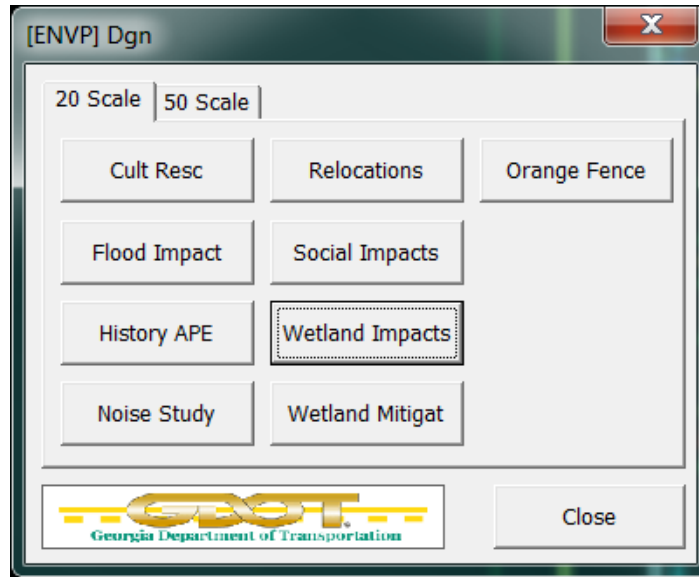 [ENVP] Dgn
X
20 Scale 50 Scale
Cult Resc Relocations Orange Fence
Flood Impact Social Impacts
History APE Wetland Impacts
Noise Study Wetland Mitigat
GDOT®
Georgia Department of Transportation
Close